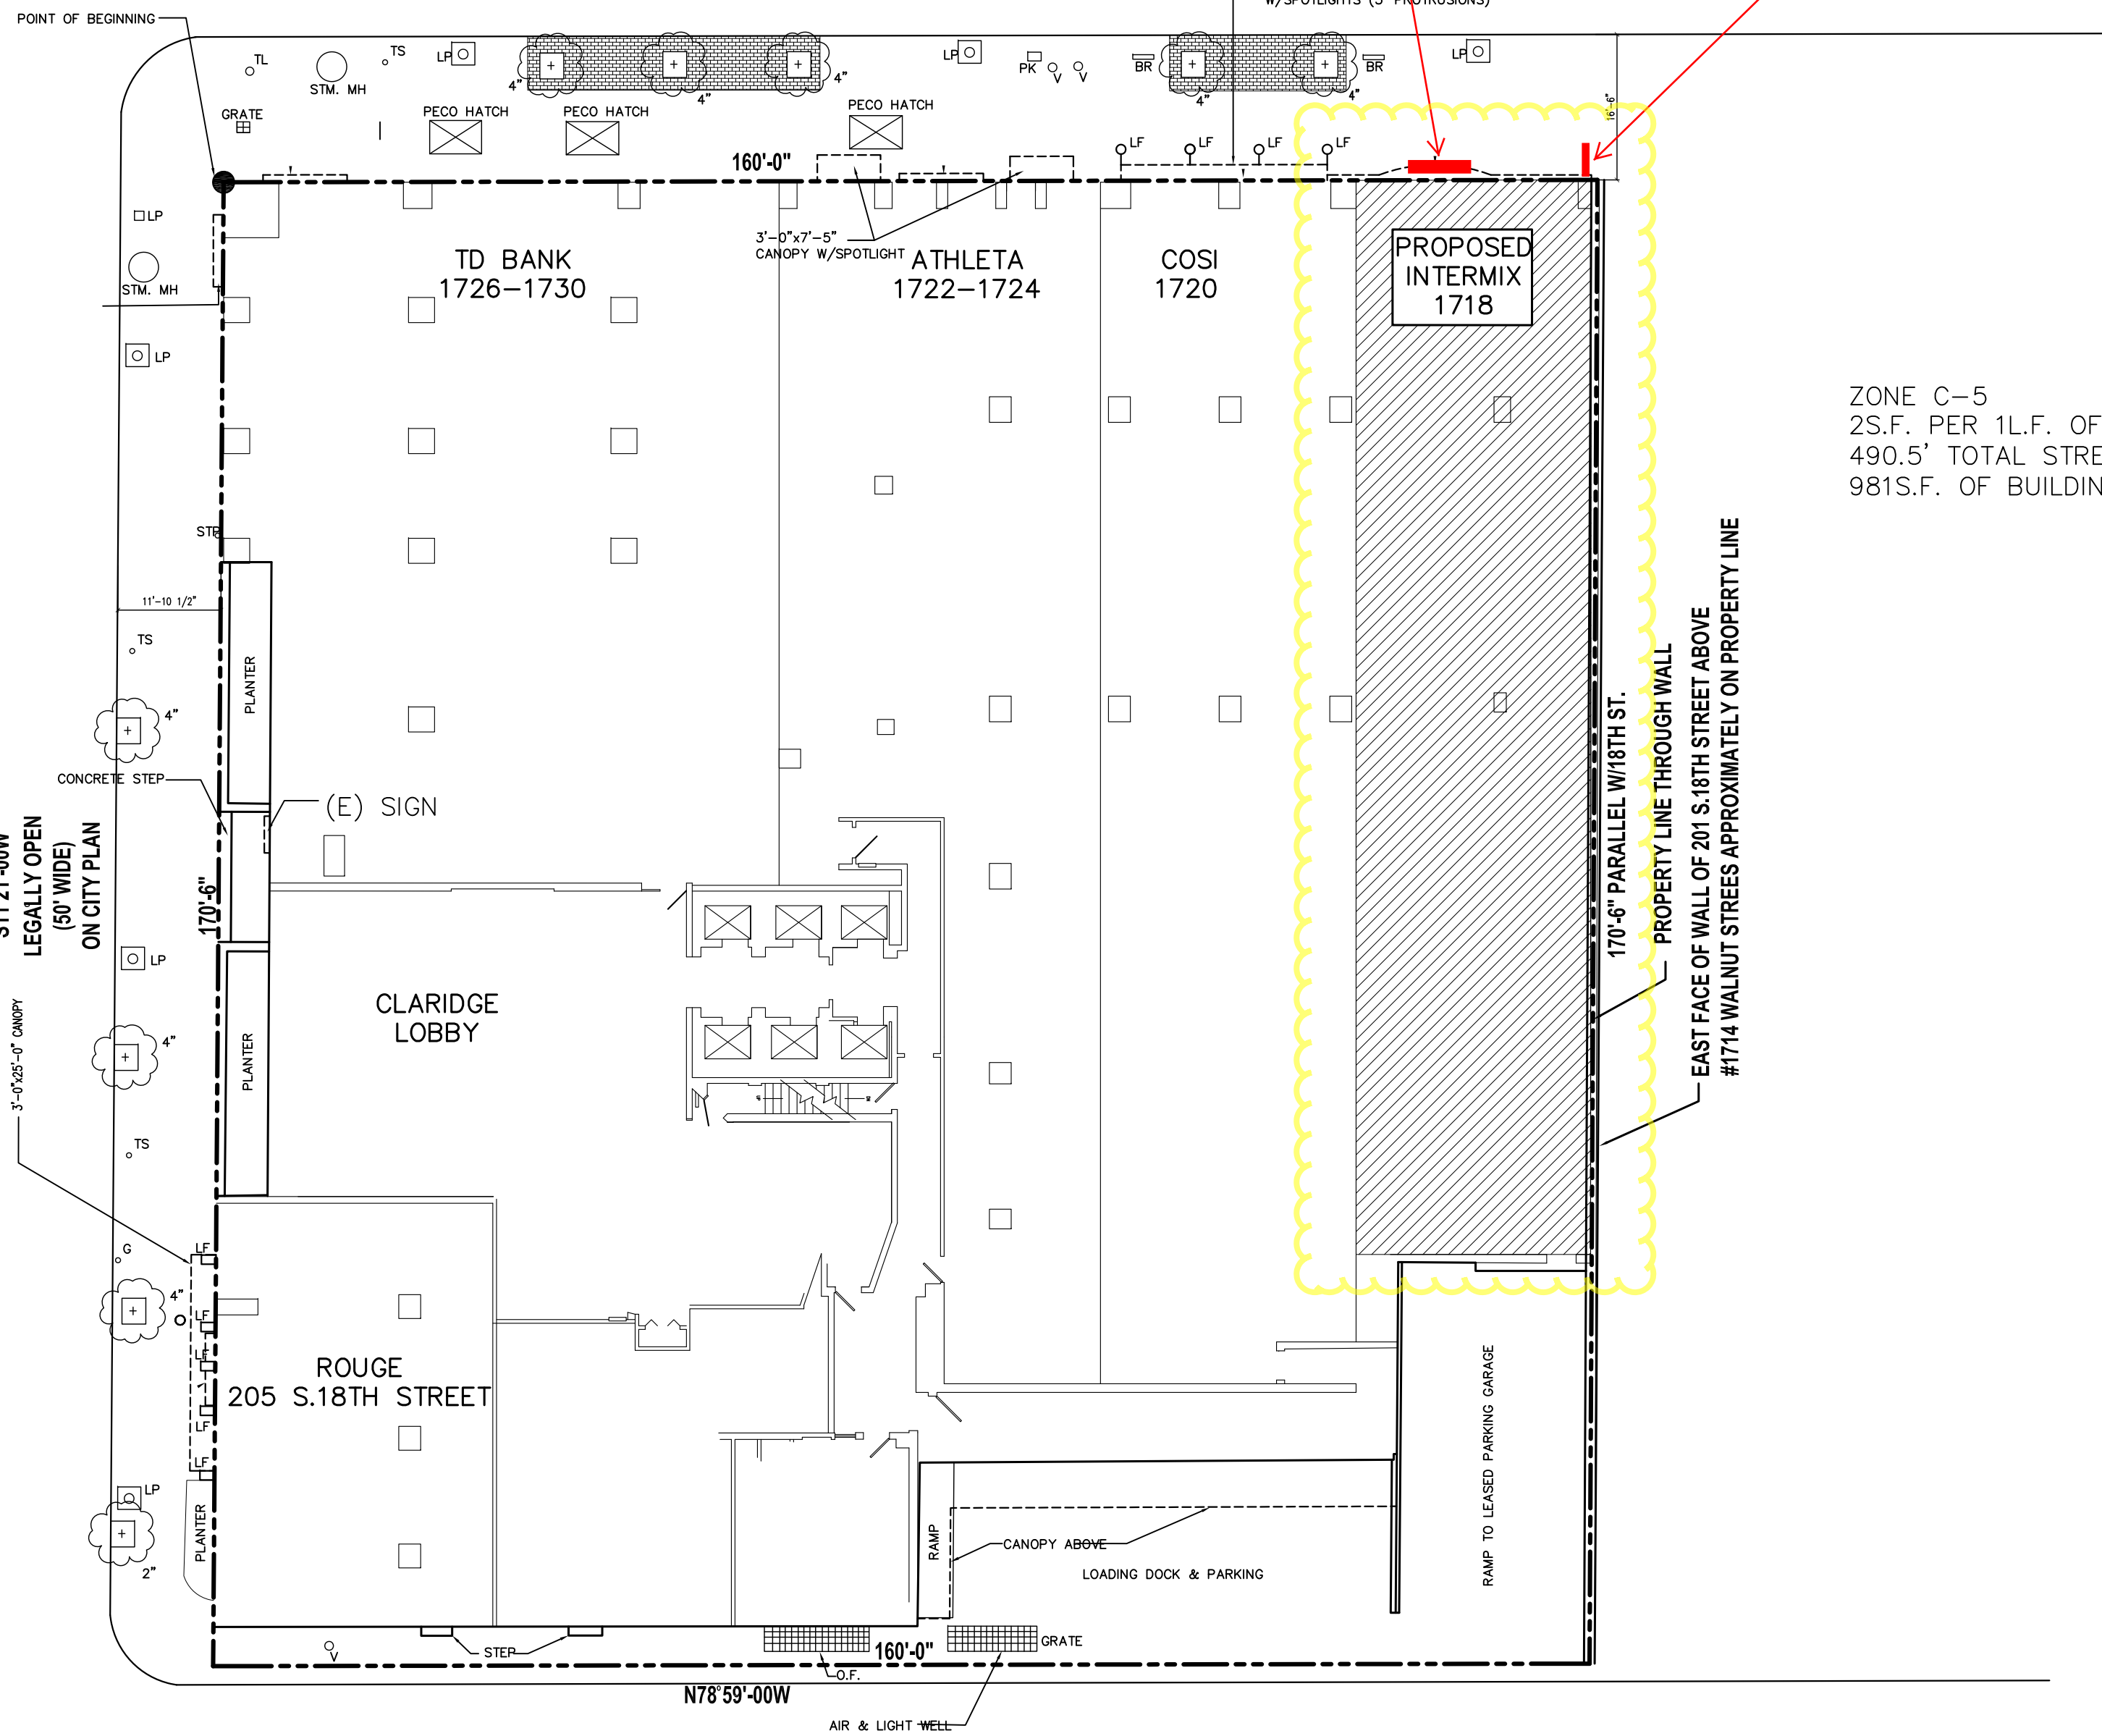 POINT OF BEGINNING
W/SPOTLIGHTS
TL
STM. MH
TS
LP
4"
4"
4"
LP
PK
V
V
BR
4"
4"
BR
LP
GRATE
PECO HATCH
PECO HATCH
PECO HATCH
16'-6"
160'-0"
LF
LF
LF
LF
LP
STM. MH
LP
3'-0"x7'-5"
CANOPY W/SPOTLIGHT
TD BANK
1726-1730
ATHLETA
1722-1724
COSI
1720
PROPOSED
INTERMIX
1718
ZONE C-5
2S.F. PER 1L.F. OF
490.5' TOTAL
981S.F. OF
STP
11'-10 1/2"
TS
PLANTER
4"
CONCRETE STEP
(E) SIGN
LEGALLY OPEN
(50' WIDE)
ON CITY PLAN
170'-6"
LP
3'-0"x25'-0" CANOPY
4"
PLANTER
TS
CLARIDGE
LOBBY
170'-6" PARALLEL W/18TH ST.
PROPERTY LINE THROUGH WALL
EAST FACE OF WALL OF 201 S.18TH STREET ABOVE
#1714 WALNUT STREES APPROXIMATELY ON PROPERTY LINE
G
LF
4"
LF
LF
LF
LF
ROUGE
205 S.18TH STREET
LP
2"
PLANTER
RAMP
CANOPY ABOVE
LOADING DOCK & PARKING
RAMP TO LEASED PARKING GARAGE
V
STEP
O.F.
160'-0"
GRATE
N78°59'-00W
AIR & LIGHT WELL